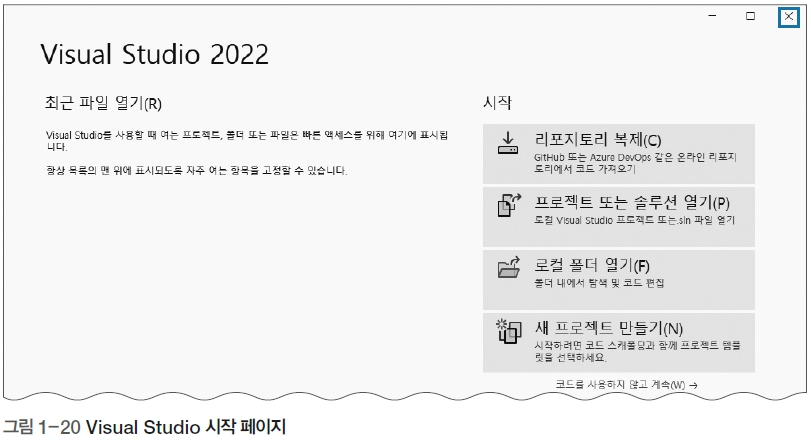 Visual Studio 2022
최근 파일 열기(R)
Visual Studio를 사용할 때 여는 프로젝트, 폴더 또는 파일은 빠른 액세스를 위해 여기에 표시됩
니다.
항상 목록의 맨 위에 표시되도록 자주 여는 항목을 고정할 수 있습니다.
시작
리포지토리 복제(C)
GitHub 또는 Azure DevOps 같은 온라인 리포지
토리에서 코드 가져오기
프로젝트 또는 솔루션 열기(P)
로컬 Visual Studio 프로젝트 또는.sln 파일 열기
로컬 폴더 열기(F)
폴더 내에서 탐색 및 코드 편집
새 프로젝트 만들기(N)
시작하려면 코드 스캐폴딩과 함께 프로젝트 템플
릿을 선택하세요.
코드를 사용하지 않고 계속(W) →
그림 1-20 Visual Studio 시작 페이지